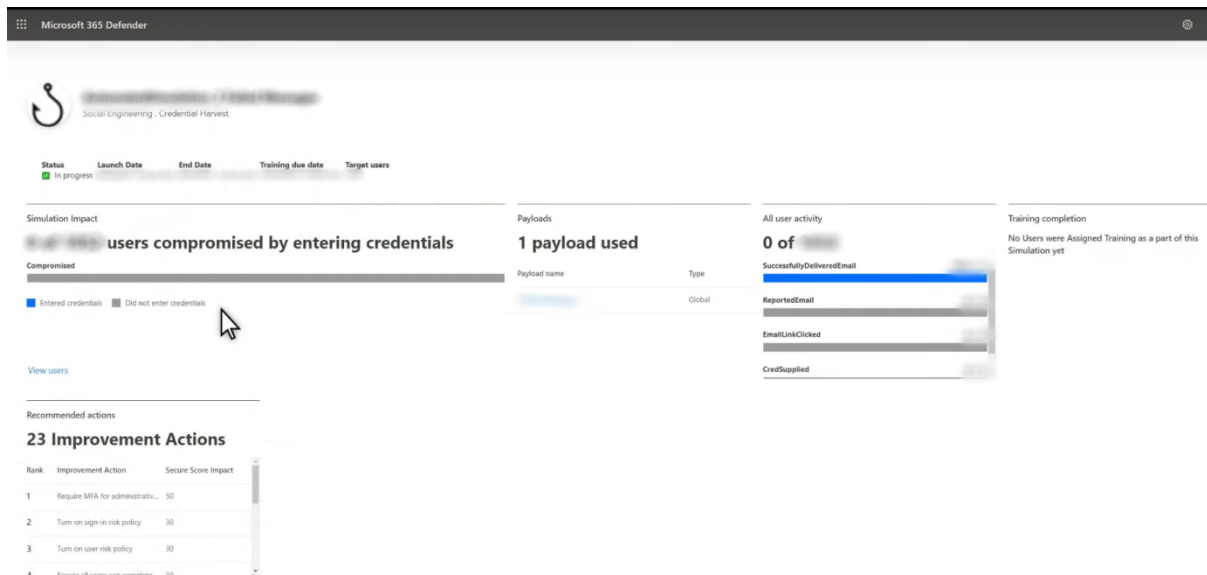 Microsoft 365 Defender
Social Engineering . Credential Harvest
Status Launch Date End Date Training due date Target users
In progress
Simulation Impact
users compromised by entering credentials
Compromised
Entered credentials Did not enter credentials
View users
Payloads
1 payload used
Payload name Type
Global
All user activity
0 of
SuccessfullyDeliveredEmail
ReportedEmail
EmailLinkClicked
CredSupplied
Training completion
No Users were Assigned Training as a part of this
Simulation yet
Recommended actions
23 Improvement Actions
Rank Improvement Action Secure Score Impact
1 Require MFA for administrativ... 50
2 Turn on sign-in risk policy 30
3 Turn on user risk policy 30